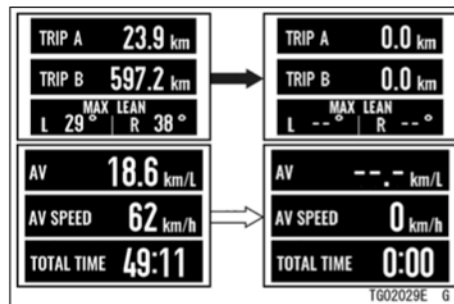 TRIP A 23.9 km
TRIP B 597.2 km
MAX LEAN
L 29° | R 38°
AV 18.6 km/L
AV SPEED 62 km/h
TOTAL TIME 49:11
TRIP A 0.0 km
TRIP B 0.0 km
MAX LEAN
L --° | R --°
AV --.- km/L
AV SPEED 0 km/h
TOTAL TIME 0:00
TG02029E G